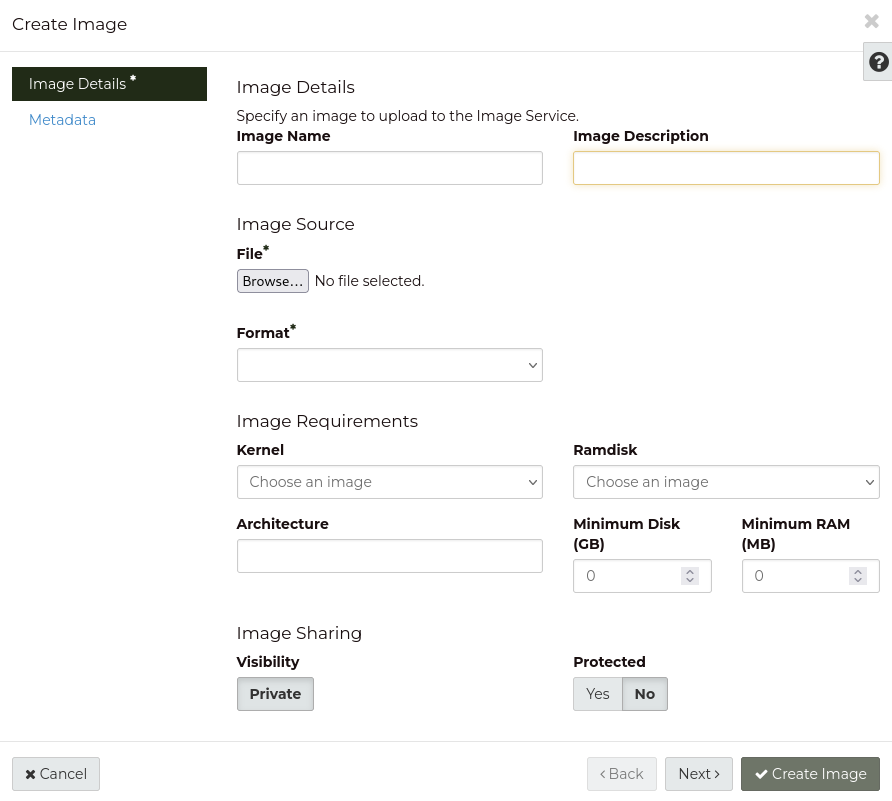 Create Image
Image Details *
Metadata
Image Details
Specify an image to upload to the Image Service.
Image Name
Image Description
Image Source
File*
Browse... No file selected.
Format*
Image Requirements
Kernel
Ramdisk
Choose an image
Choose an image
Architecture
Minimum Disk
(GB)
Minimum RAM
(MB)
0
0
Image Sharing
Visibility
Protected
Private
Yes No
Cancel
Back
Next
Create Image